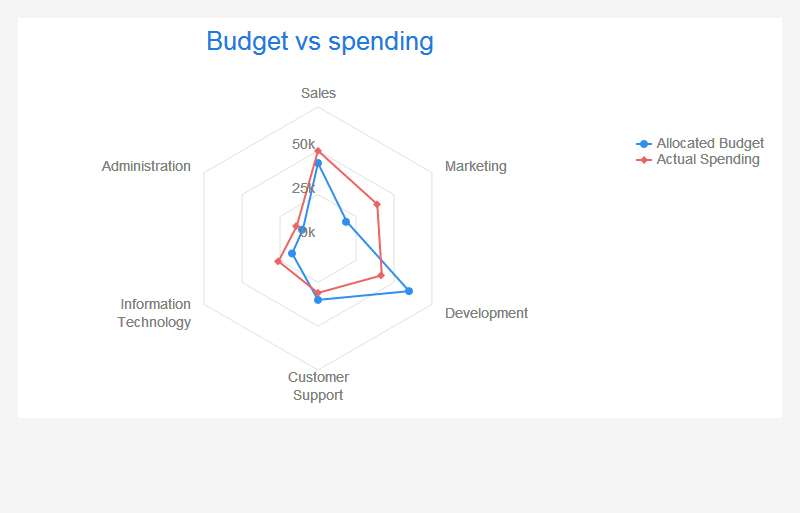 Budget vs spending
Sales
50k
Allocated Budget
Actual Spending
Administration
Marketing
25k
0k
Information
Technology
Development
Customer
Support